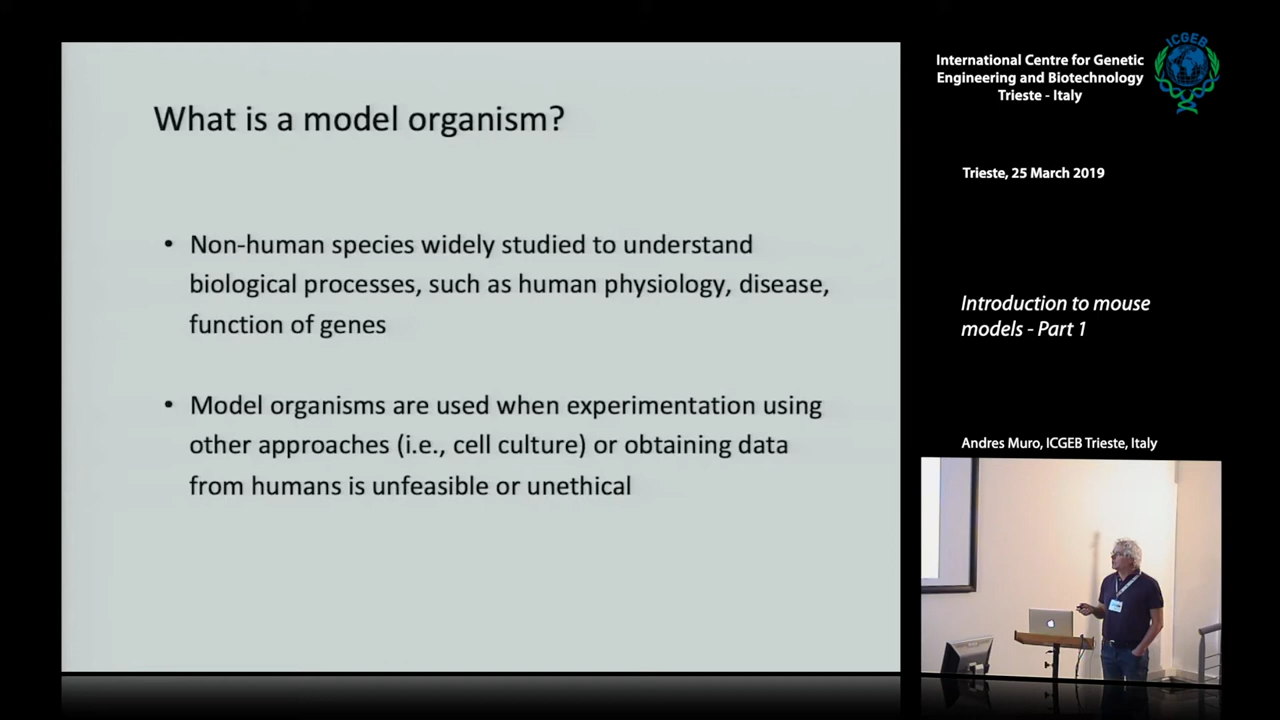 What is a model organism?
• Non-human species widely studied to understand
biological processes, such as human physiology, disease,
function of genes
• Model organisms are used when experimentation using
other approaches (i.e., cell culture) or obtaining data
from humans is unfeasible or unethical
International Centre for Genetic
Engineering and Biotechnology
Trieste - Italy
ICGEB
Trieste, 25 March 2019
Introduction to mouse
models - Part 1
Andres Muro, ICGEB Trieste, Italy